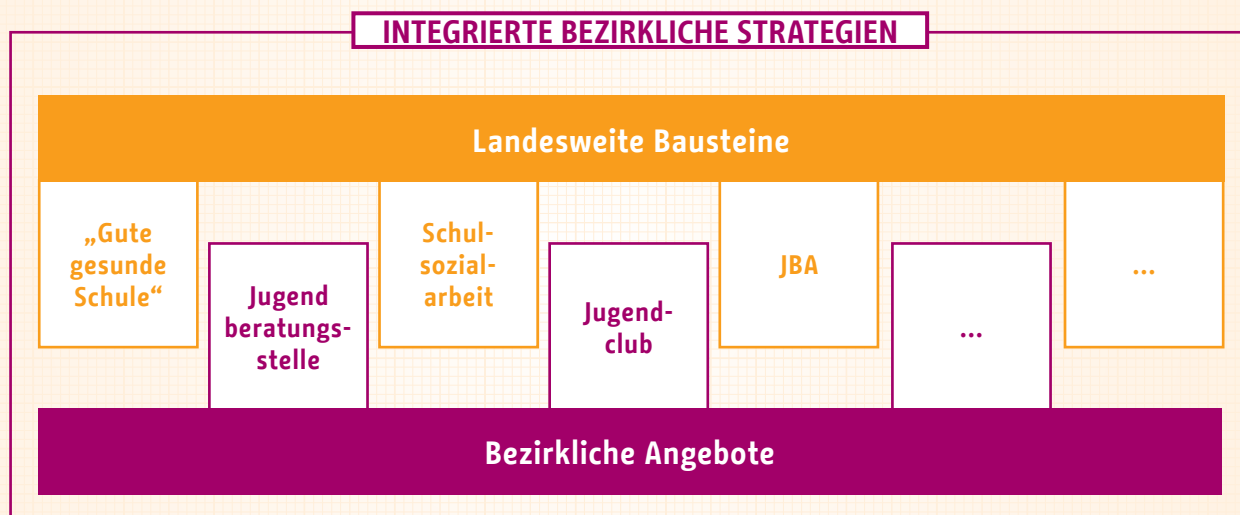 INTEGRIERTE BEZIRKLICHE STRATEGIEN
Landesweite Bausteine
„Gute
gesunde
Schule“
Jugend
beratungs-
stelle
Schul-
sozial-
arbeit
Jugend-
club
JBA
...
...
Bezirkliche Angebote